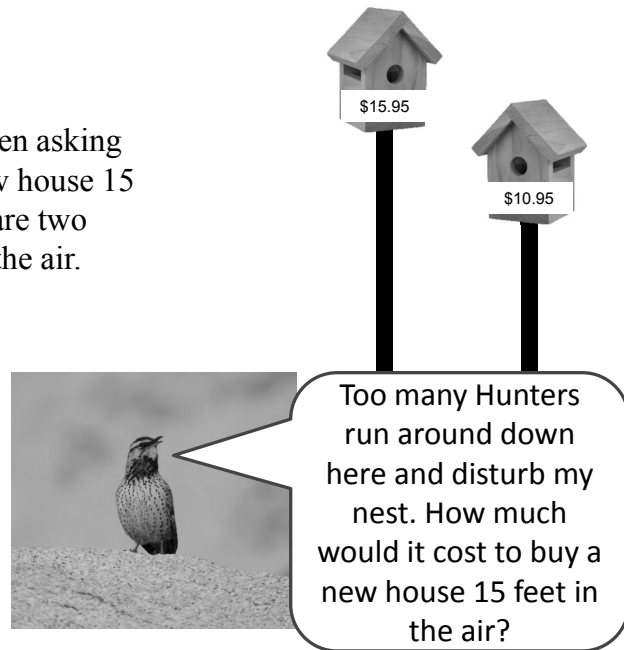 $15.95
en asking
house 15
are two
the air.
$10.95
Too many Hunters
run around down
here and disturb my
nest. How much
would it cost to buy a
new house 15 feet in
the air?